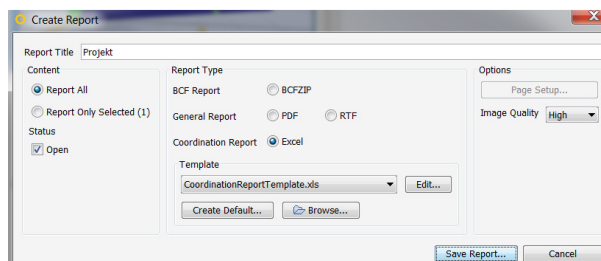 Create Report
Report Title Projekt
Content
Report All
Report Only Selected (1)
Status
Open
Report Type
BCF Report BCFZIP
General Report PDF RTF
Coordination Report Excel
Template
CoordinationReportTemplate.xls Edit...
Create Default... Browse...
Options
Page Setup...
Image Quality High
Save Report... Cancel